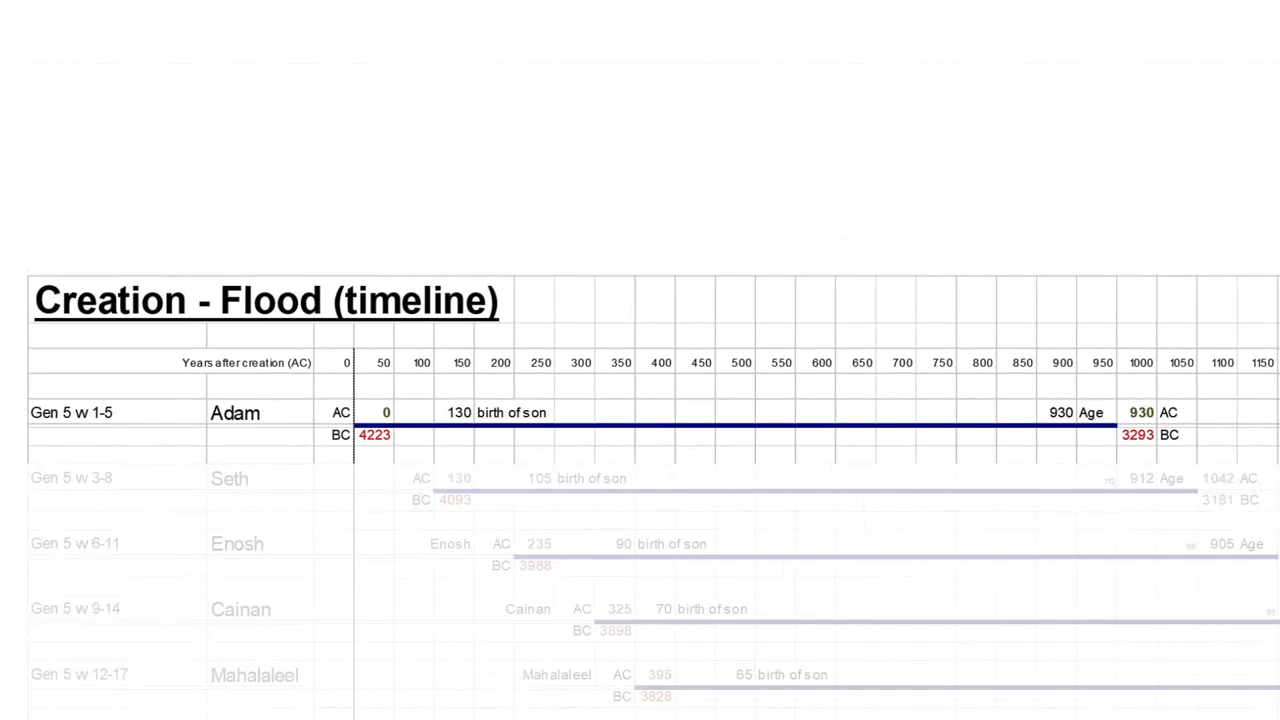 Creation - Flood (timeline)
Years after creation (AC) 0 50 100 150 200 250 300 350 400 450 500 550 600 650 700 750 800 850 900 950 1000 1050 1100 1150
Gen 5 w 1-5 Adam AC 0 130 birth of son 930 Age 930 AC
BC 4223 3293 BC
Gen 5 w 3-8 Seth AC 130 105 birth of son 112 912 Age 1042 AC
BC 4093 3181 BC
Gen 5 w 6-11 Enosh Enosh AC 235 90 birth of son 905 Age
BC 3988
Gen 5 w 9-14 Cainan Cainan AC 325 70 birth of son
BC 3898
Gen 5 w 12-17 Mahalaleel Mahalaleel AC 395 65 birth of son
BC 3828